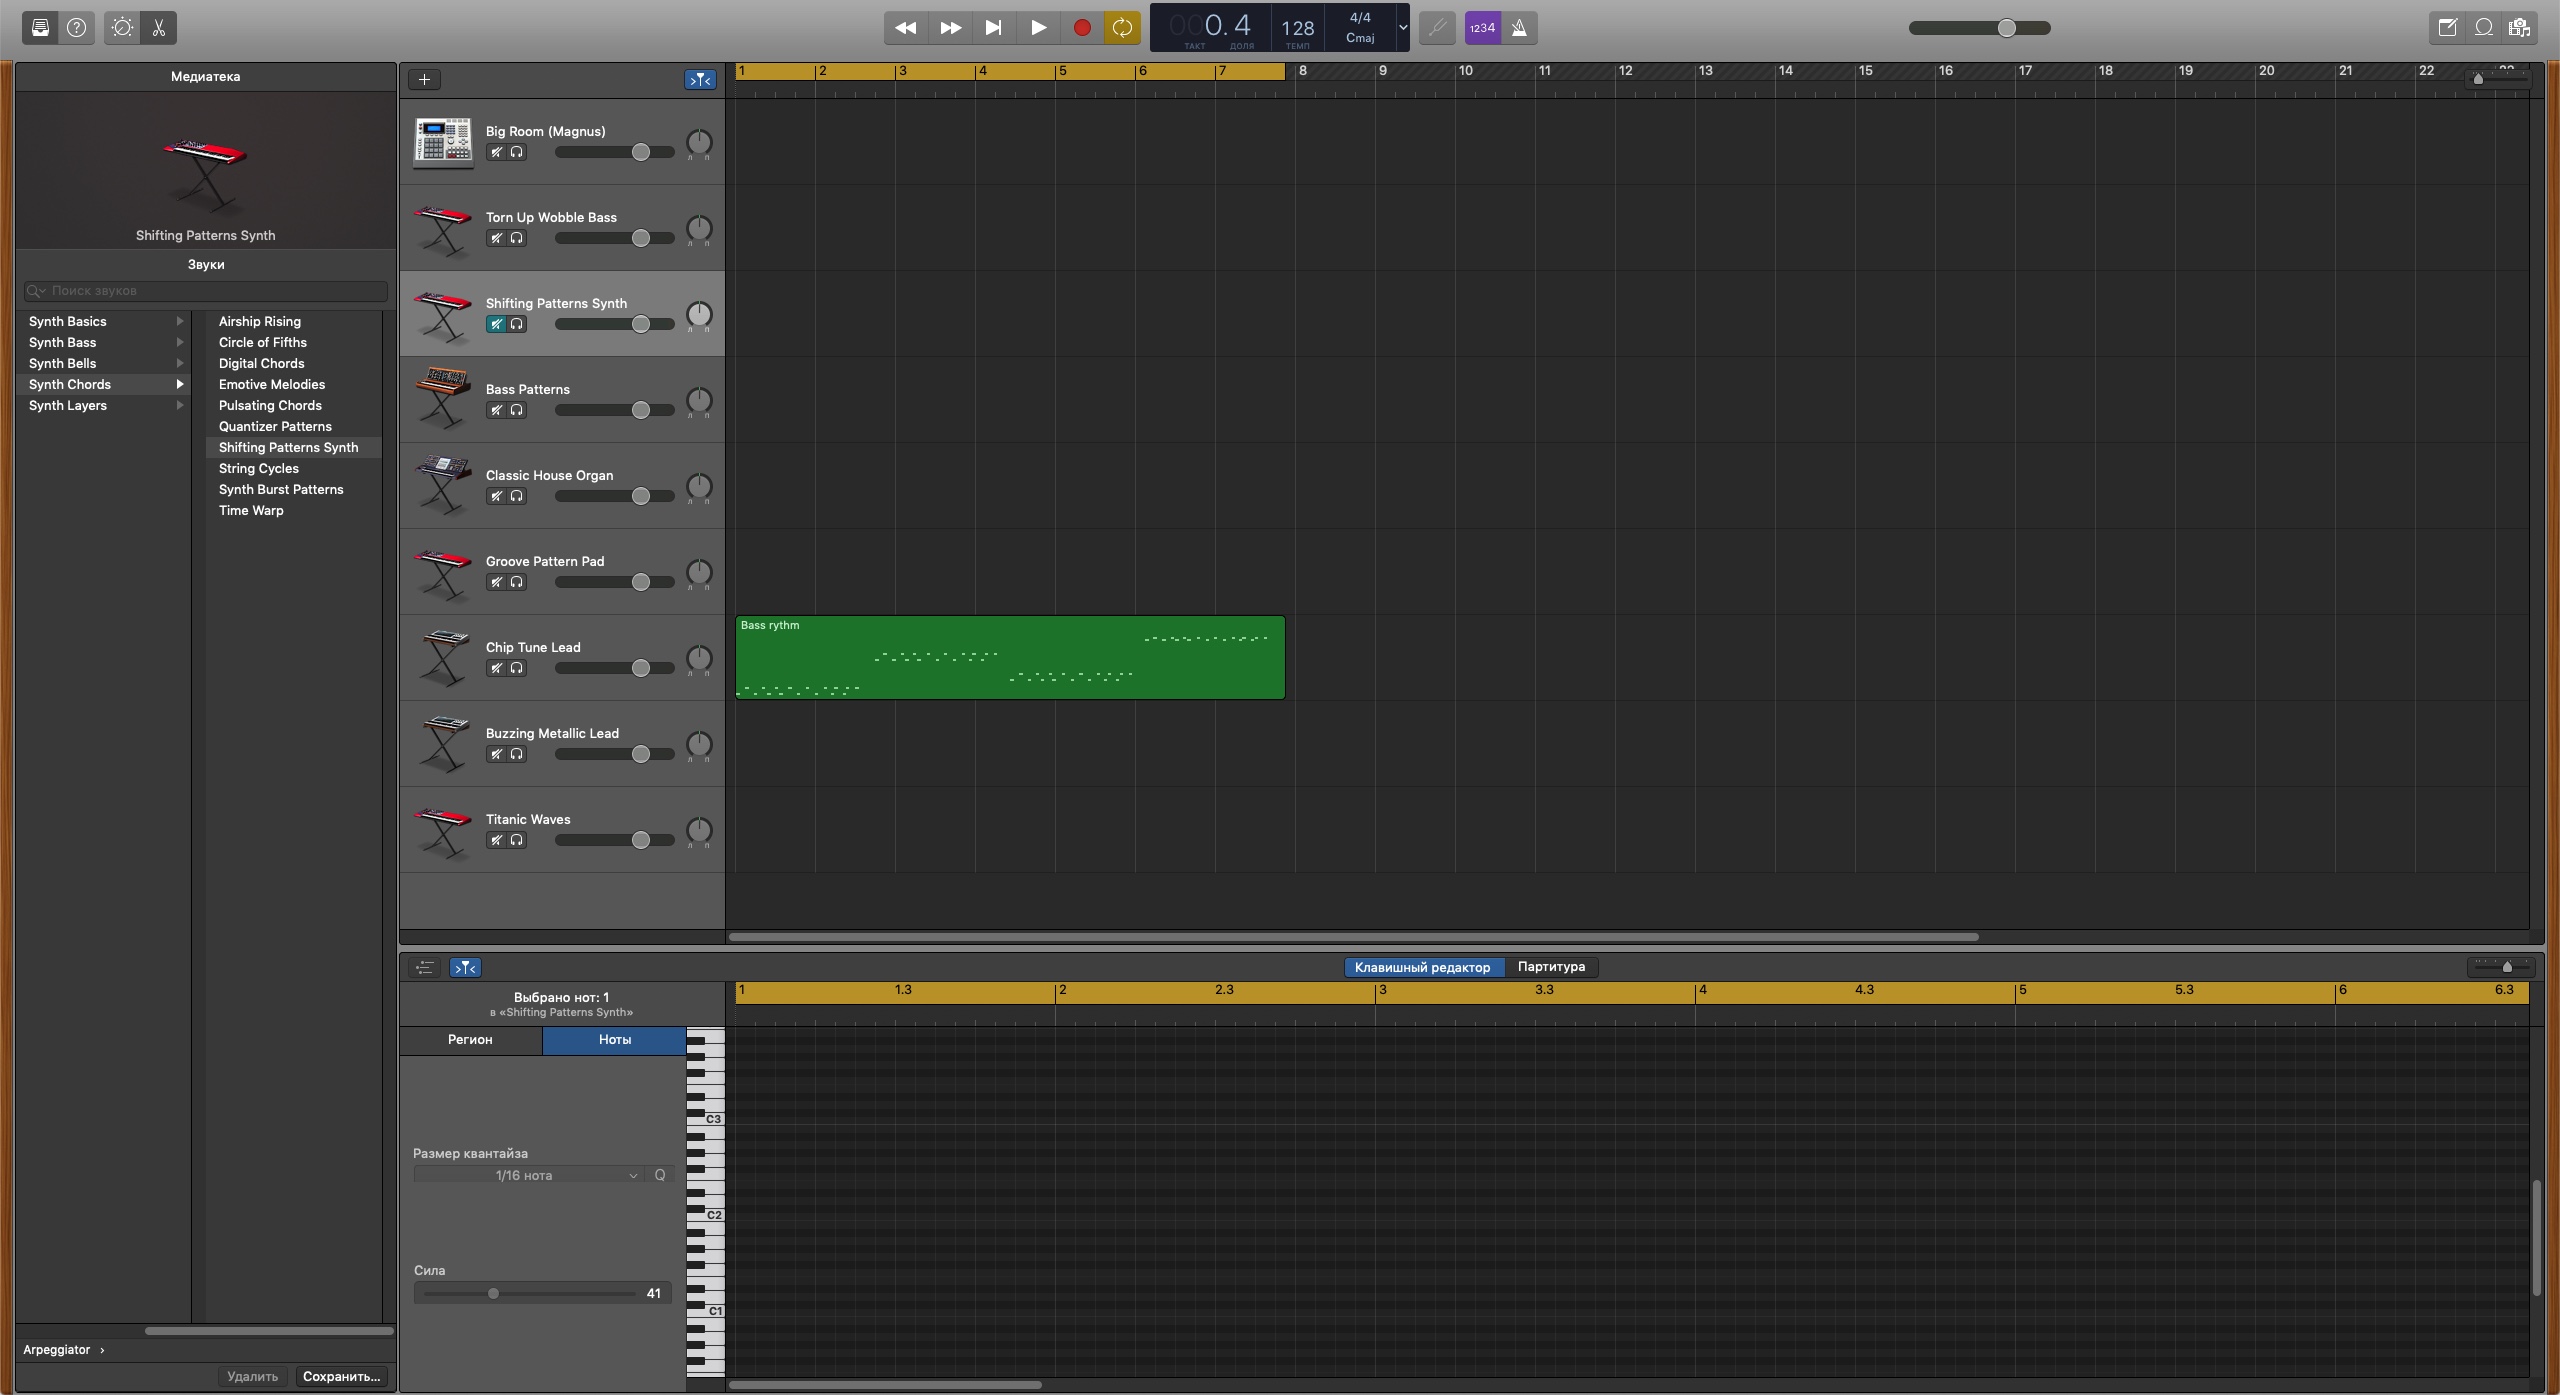 000.4
ТАКТ ДОЛЯ
128
ТЕМП
4/4
Cmaj
1234
Медиатека
Shifting Patterns Synth
Звуки
Поиск звуков
Synth Basics
Synth Bass
Synth Bells
Synth Chords
Synth Layers
Airship Rising
Circle of Fifths
Digital Chords
Emotive Melodies
Pulsating Chords
Quantizer Patterns
Shifting Patterns Synth
String Cycles
Synth Burst Patterns
Time Warp
Arpeggiator
Удалить Сохранить...
1 2 3 4 5 6 7 8 9 10 11 12 13 14 15 16 17 18 19 20 21 22
Big Room (Magnus)
Л П
Torn Up Wobble Bass
Л П
Shifting Patterns Synth
Л П
Bass Patterns
Л П
Classic House Organ
Л П
Groove Pattern Pad
Л П
Chip Tune Lead
Л П
Buzzing Metallic Lead
Л П
Titanic Waves
Л П
Bass rythm
Клавишный редактор Партитура
Выбрано нот: 1
в «Shifting Patterns Synth»
1 1.3 2 2.3 3 3.3 4 4.3 5 5.3 6 6.3
Регион Ноты
Размер квантайза
1/16 нота Q
Сила
41
C3
C2
C1